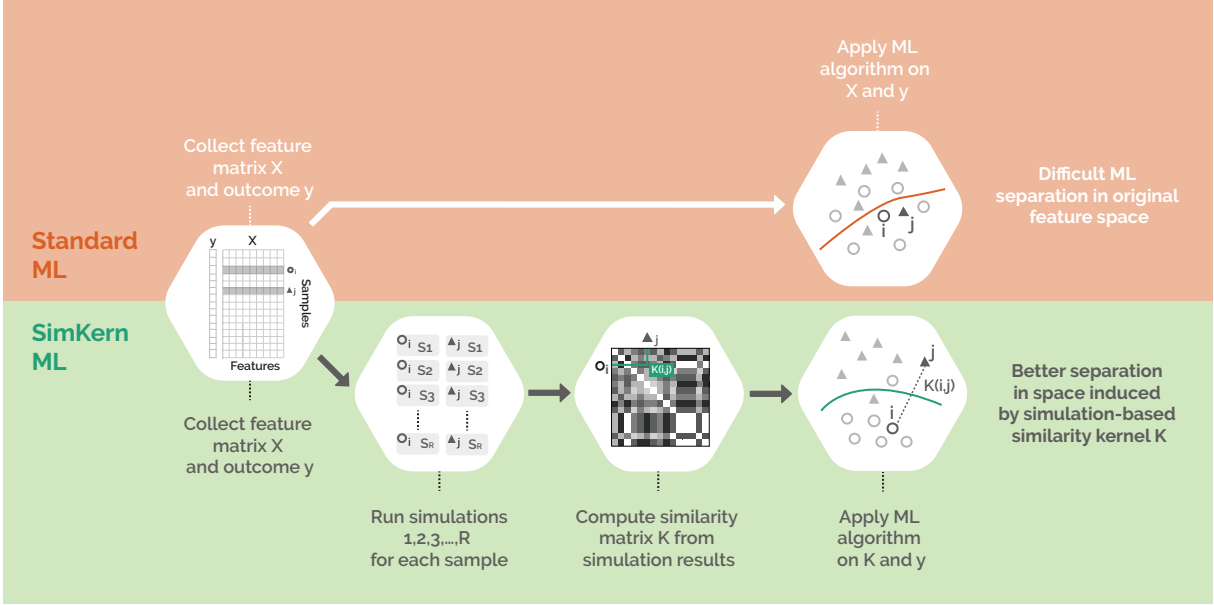 Apply ML
algorithm on
X and y
Collect feature
matrix X
and outcome y
Difficult ML
separation in original
feature space
i
j
Standard
ML
y
X
i
j
Samples
Features
SimKern
ML
Collect feature
matrix X
and outcome y
i S1 j S1
i S2 j S2
i S3 j S3
i SR j SR
Run simulations
1,2,3,...,R
for each sample
j
i
K(i,j)
Compute similarity
matrix K from
simulation results
j
K(i,j)
i
Apply ML
algorithm
on K and y
Better separation
in space induced
by simulation-based
similarity kernel K